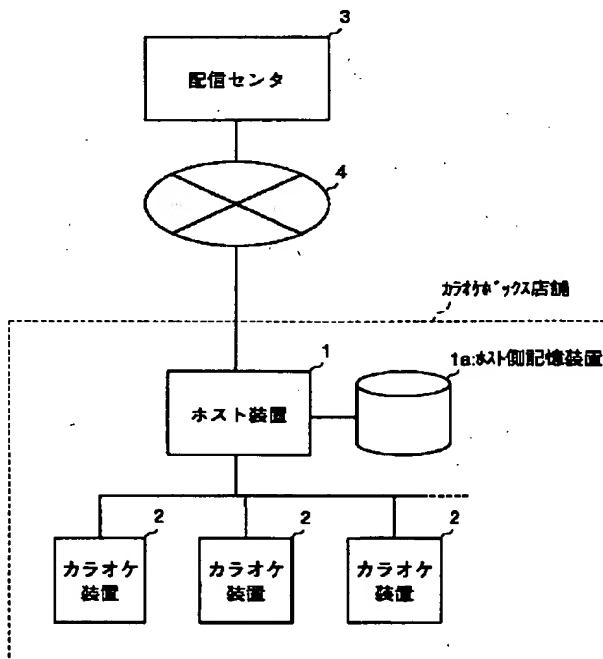 3
配信センタ
4
カラオケボックス店舗
1
1a:ホスト側記憶装置
ホスト装置
2
2
2
カラオケ
装置
カラオケ
装置
カラオケ
装置